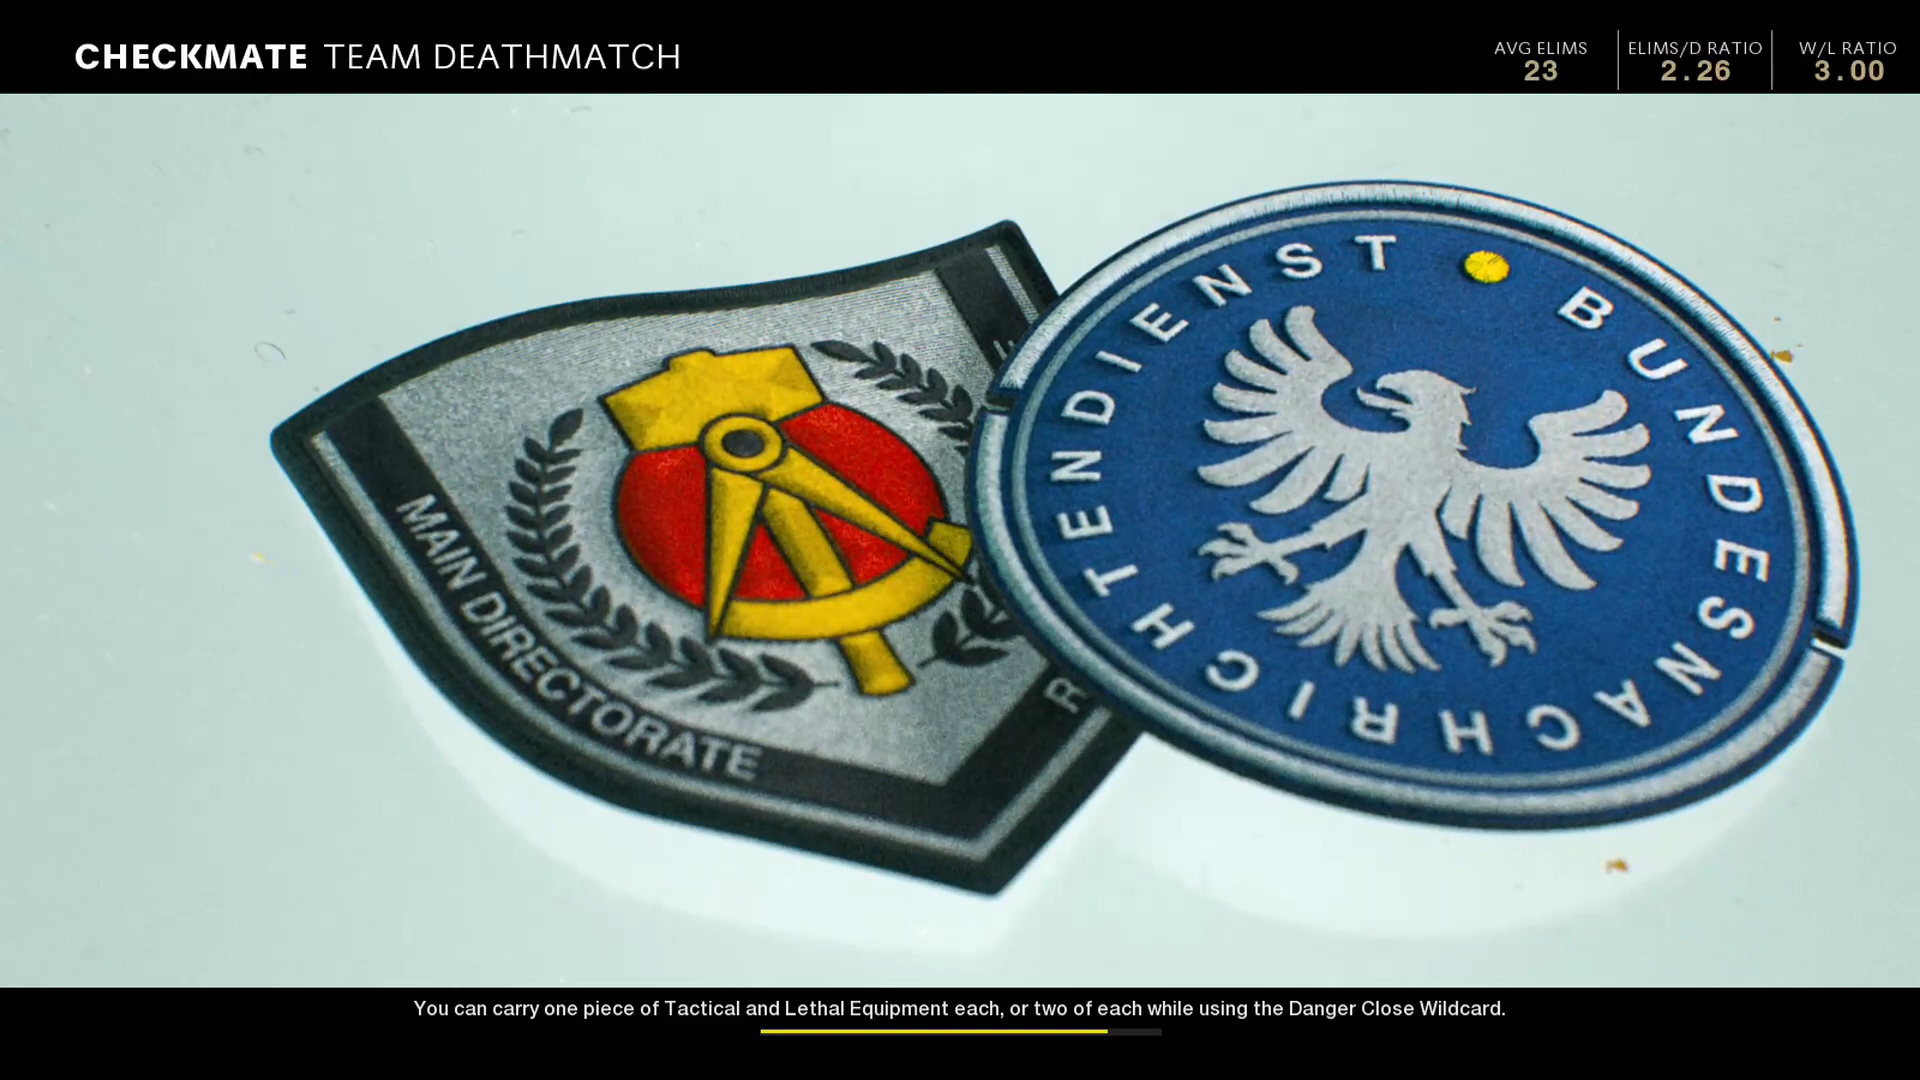 CHECKMATE TEAM DEATHMATCH
AVG ELIMS
23
ELIMS/D RATIO
2.26
W/L RATIO
3.00
MAIN DIRECTORATE
R
BUNDESNACHRICHTENDIENST
You can carry one piece of Tactical and Lethal Equipment each, or two of each while using the Danger Close Wildcard.